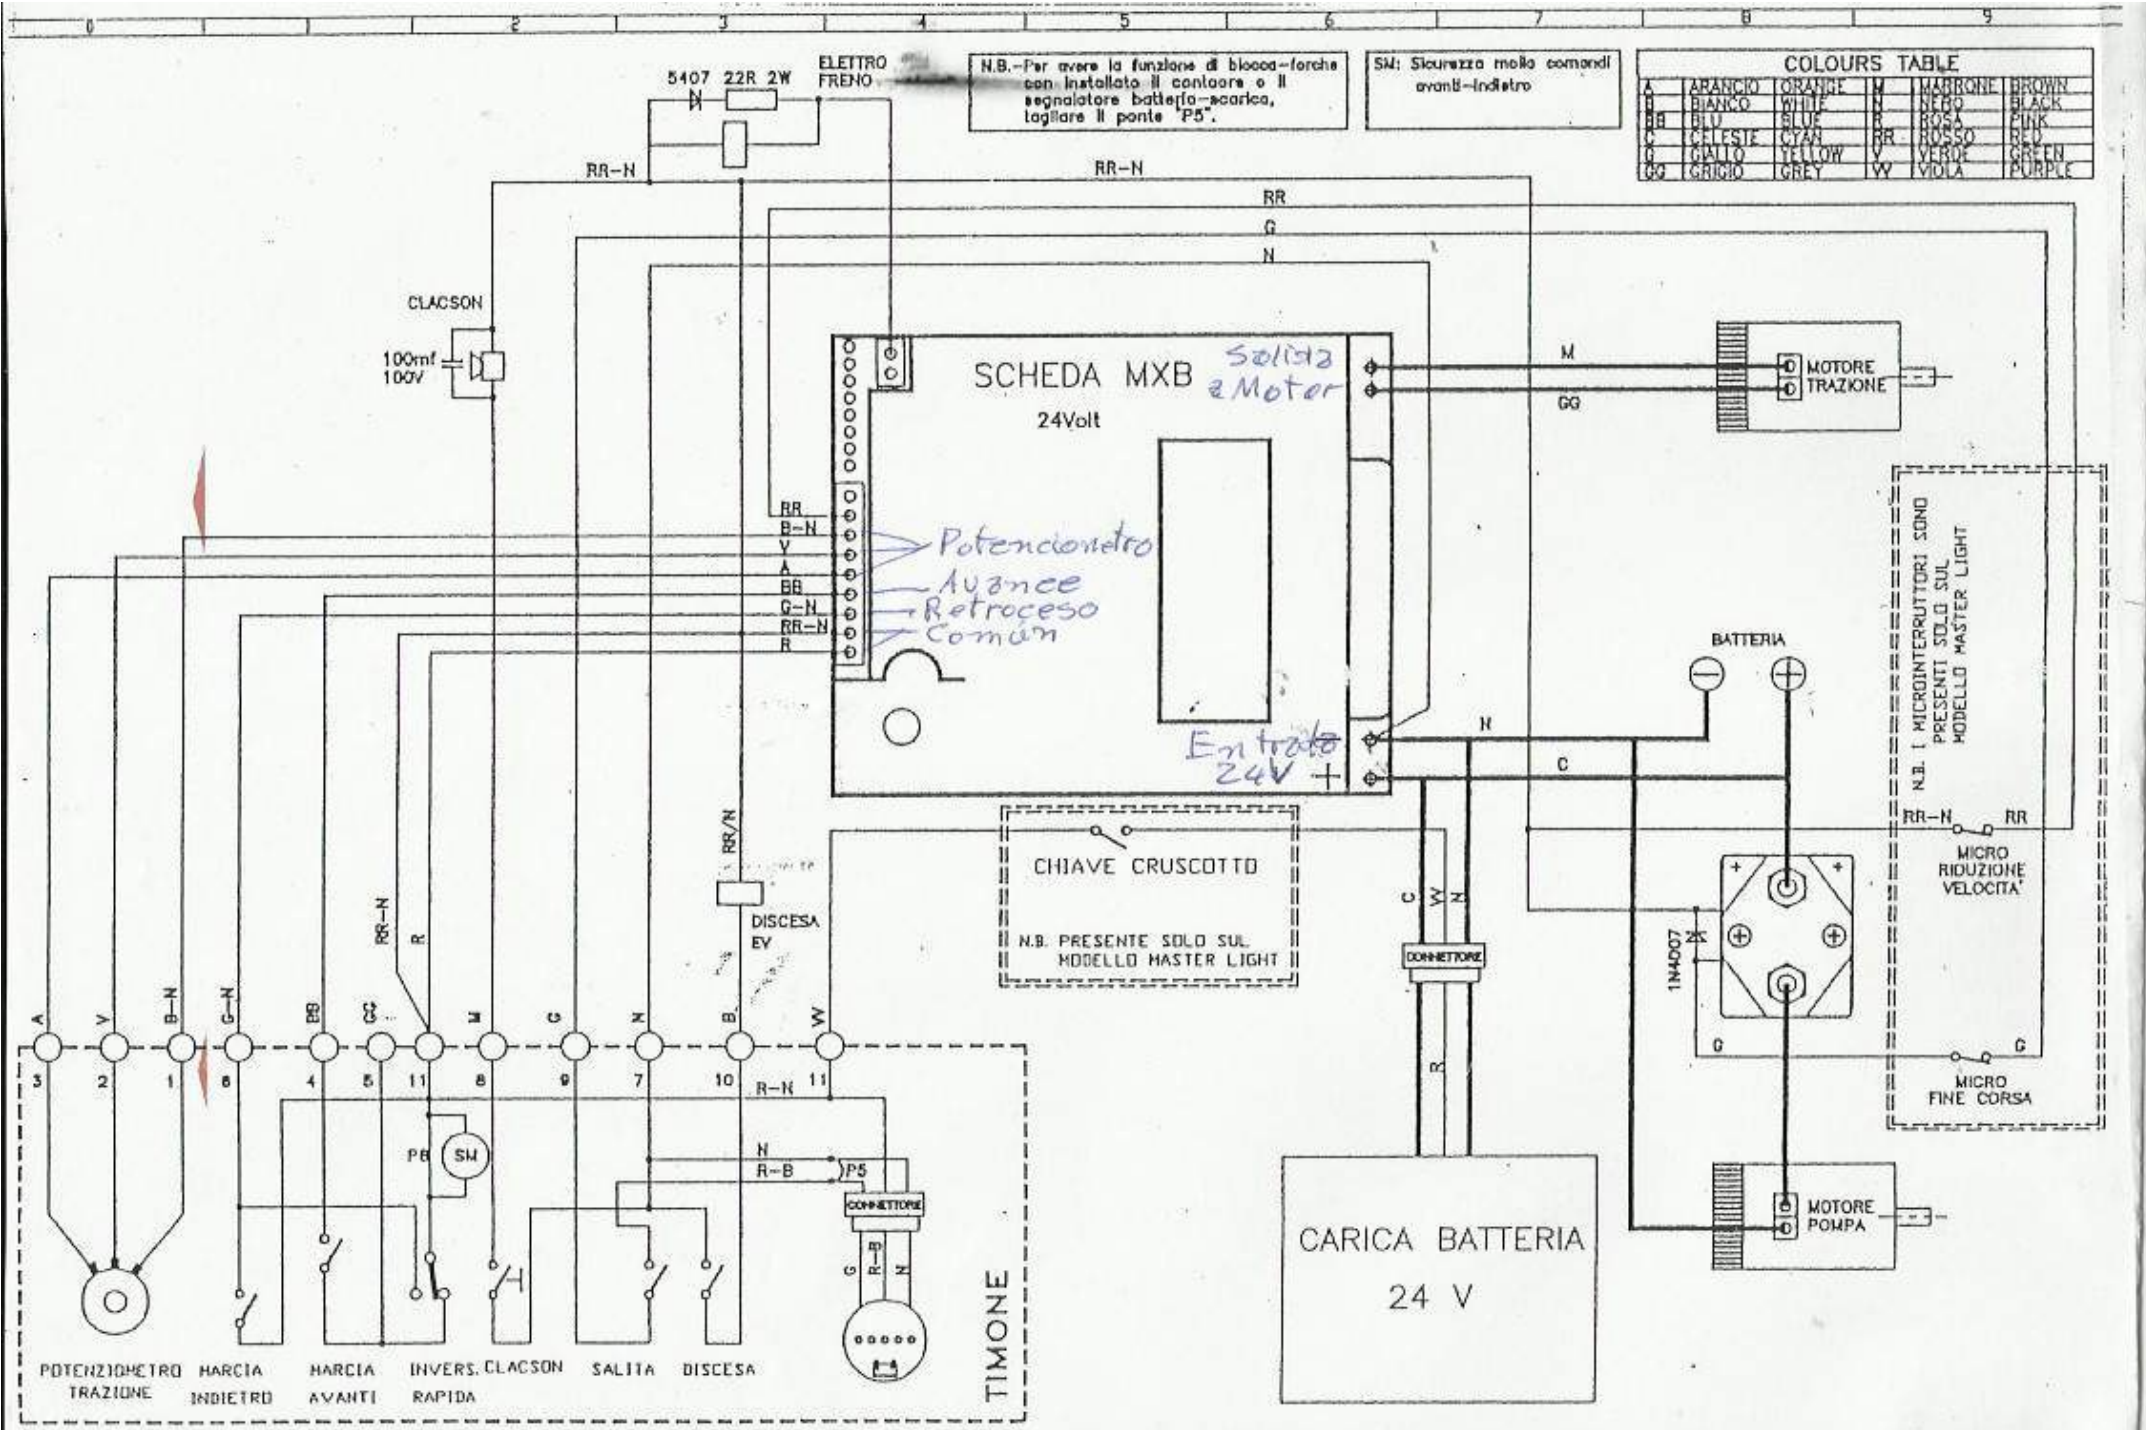 0 2 4 5 6 7 8 9
ELETTRO
FRENO
5407 22R 2W
N.B.-Per avere la funzione di blocca-forche
con installato il contaore o il
segnalatore batteria-scarica,
tagliare il ponte "P5".
SM: Sicurezza molla comandi
avanti-indietro
COLOURS TABLE
A ARANCIO ORANGE M MARRONE BROWN
B BIANCO WHITE N NERO BLACK
BB BLU BLUE R ROSA PINK
C CELESTE CYAN RR ROSSO RED
G GIALLO YELLOW V VERDE GREEN
GG GRIGIO GREY W VIOLA PURPLE
RR-N
RR-N
RR
G
N
CLACSON
100mf
100V
SCHEDA MXB
24Volt
Salida
a Motor
M
GG
MOTORE
TRAZIONE
RR
B-N
V
A
BB
G-N
RR-N
R
Potenciometro
Avance
Retroceso
Común
Entrada
24V +
N
C
BATTERIA
− +
N.B. I MICROINTERRUTTORI SONO
PRESENTI SOLO SUL
MODELLO MASTER LIGHT
RR-N RR
MICRO
RIDUZIONE
VELOCITA'
CHIAVE CRUSCOTTO
N.B. PRESENTE SOLO SUL
MODELLO MASTER LIGHT
RR/N
DISCESA
EV
RR-N
R
C W N
CONNETTORE
R
+ +
+ +
1N4007
G G
MICRO
FINE CORSA
A V B-N G-N BB GG M G N B W
3 2 1 6 4 5 11 8 9 7 10 11
R-N
P8
SM
N
R-B
P5
CONNETTORE
G R-B N
TIMONE
CARICA BATTERIA
24 V
MOTORE
POMPA
POTENZIOMETRO
TRAZIONE
MARCIA
INDIETRO
MARCIA
AVANTI
INVERS.
RAPIDA
CLACSON
SALITA
DISCESA